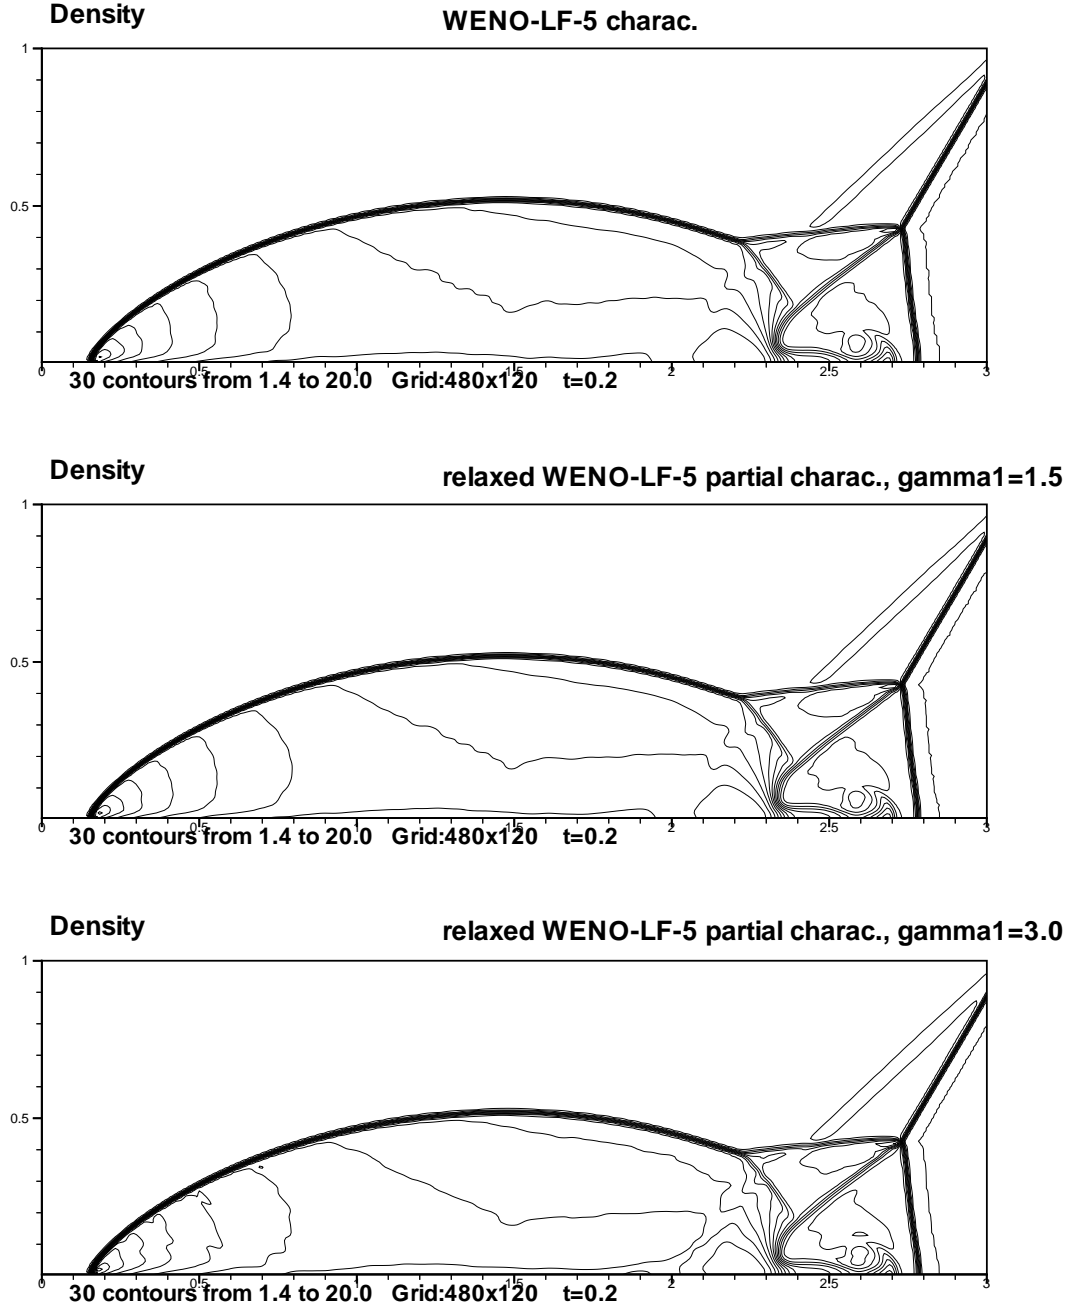 Density
WENO-LF-5 charac.
1
0.5
0 0.5 1.5 2 2.5 3
30 contours from 1.4 to 20.0 Grid:480x120 t=0.2
Density
relaxed WENO-LF-5 partial charac., gamma1=1.5
1
0.5
0 0.5 1.5 2 2.5 3
30 contours from 1.4 to 20.0 Grid:480x120 t=0.2
Density
relaxed WENO-LF-5 partial charac., gamma1=3.0
1
0.5
0 0.5 1.5 2 2.5 3
30 contours from 1.4 to 20.0 Grid:480x120 t=0.2